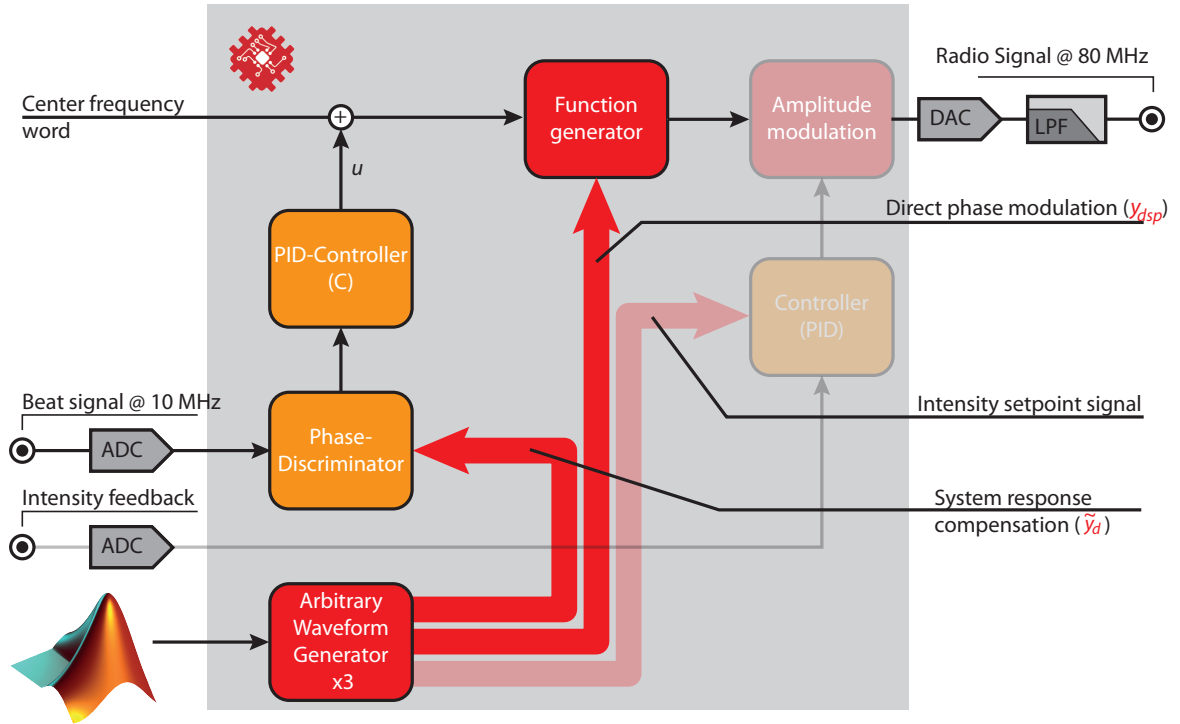 Radio Signal @ 80 MHz
Center frequency
word
+
Function
generator
Amplitude
modulation
DAC
LPF
u
Direct phase modulation (y_dsp)
PID-Controller
(C)
Controller
(PID)
Beat signal @ 10 MHz
Intensity setpoint signal
ADC
Phase-
Discriminator
Intensity feedback
System response
compensation (ỹ_d)
ADC
Arbitrary
Waveform
Generator
x3